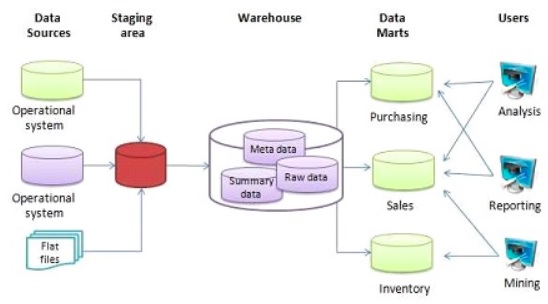 Data
Sources
Staging
area
Warehouse
Data
Marts
Users
Operational
system
Operational
system
Flat
files
Meta data
Summary
data
Raw data
Purchasing
Sales
Inventory
Analysis
Reporting
Mining